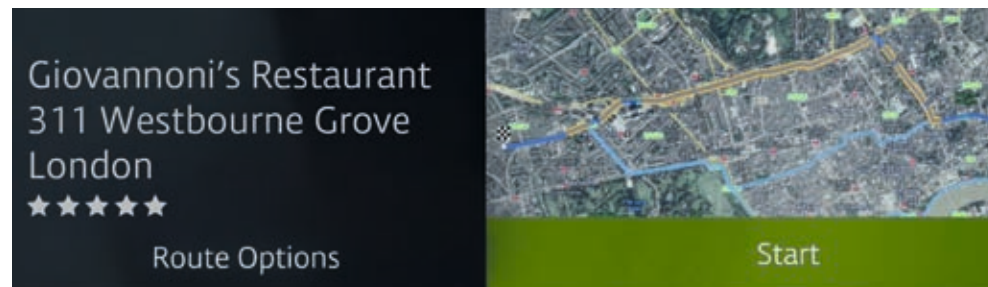 Giovannoni's Restaurant
311 Westbourne Grove
London
Route Options
Start